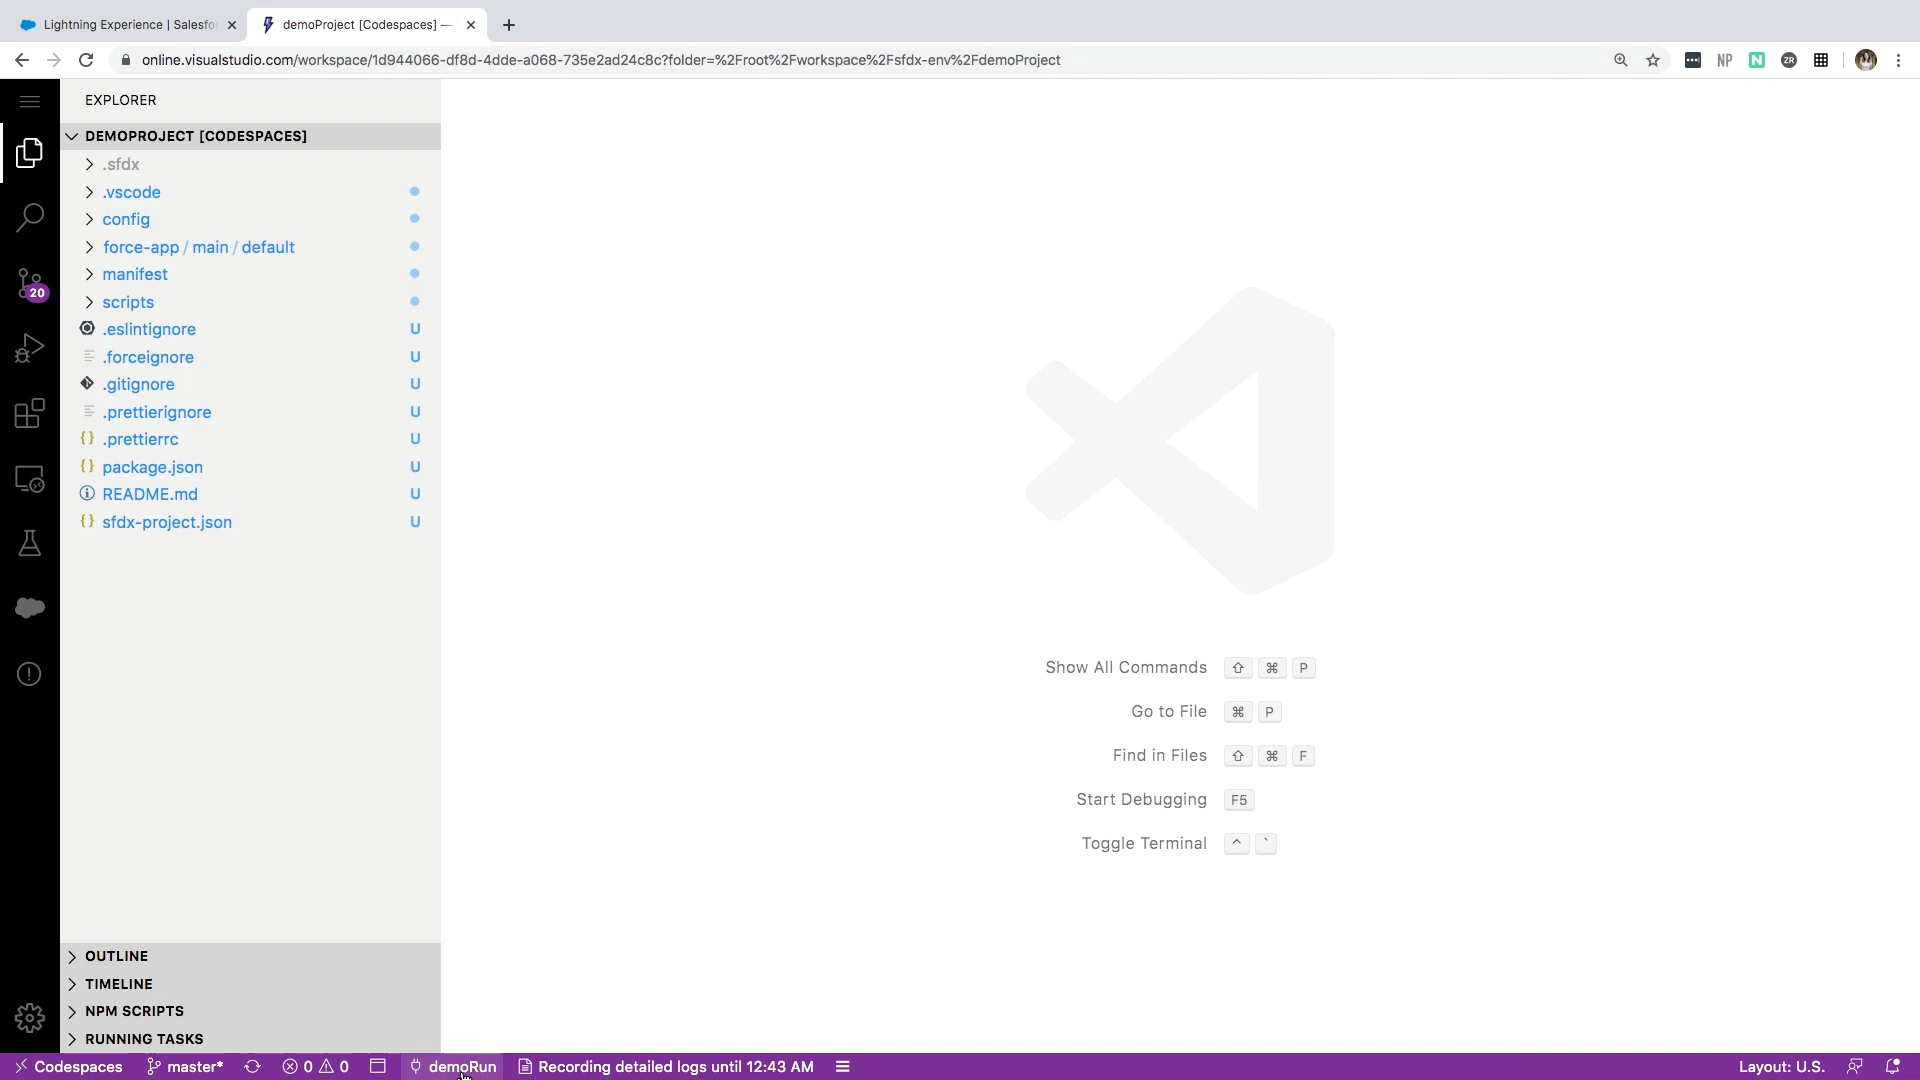 Lightning Experience | Salesfo
demoProject [Codespaces] —
online.visualstudio.com/workspace/1d944066-df8d-4dde-a068-735e2ad24c8c?folder=%2Froot%2Fworkspace%2Fsfdx-env%2FdemoProject
NP
N
ZR
EXPLORER
DEMOPROJECT [CODESPACES]
.sfdx
.vscode
config
force-app / main / default
manifest
scripts
.eslintignore U
.forceignore U
.gitignore U
.prettierignore U
{} .prettierrc U
{} package.json U
README.md U
{} sfdx-project.json U
20
Show All Commands ⇧ ⌘ P
Go to File ⌘ P
Find in Files ⇧ ⌘ F
Start Debugging F5
Toggle Terminal ^ `
OUTLINE
TIMELINE
NPM SCRIPTS
RUNNING TASKS
Codespaces master* 0 0 demoRun Recording detailed logs until 12:43 AM Layout: U.S.